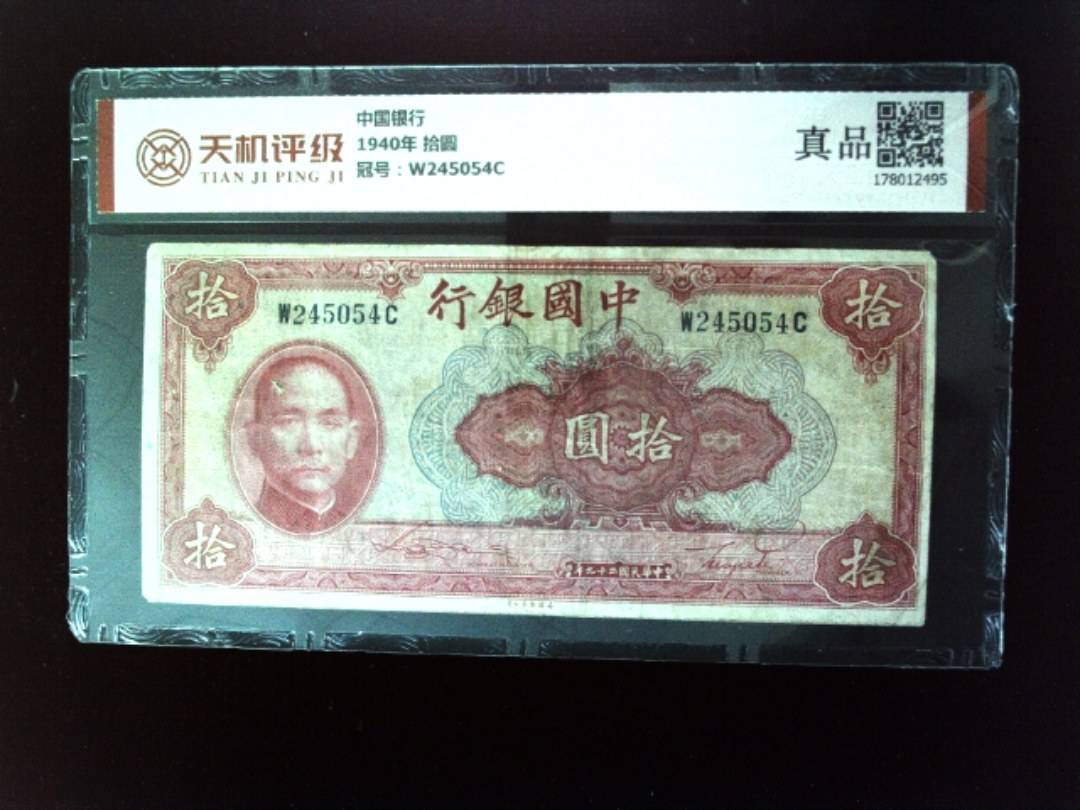 天机评级
TIAN JI PING JI
中国银行
1940年 拾圆
冠号：W245054C
真品
178012495
行銀國中
W245054C
W245054C
拾
拾
圓拾
拾
拾